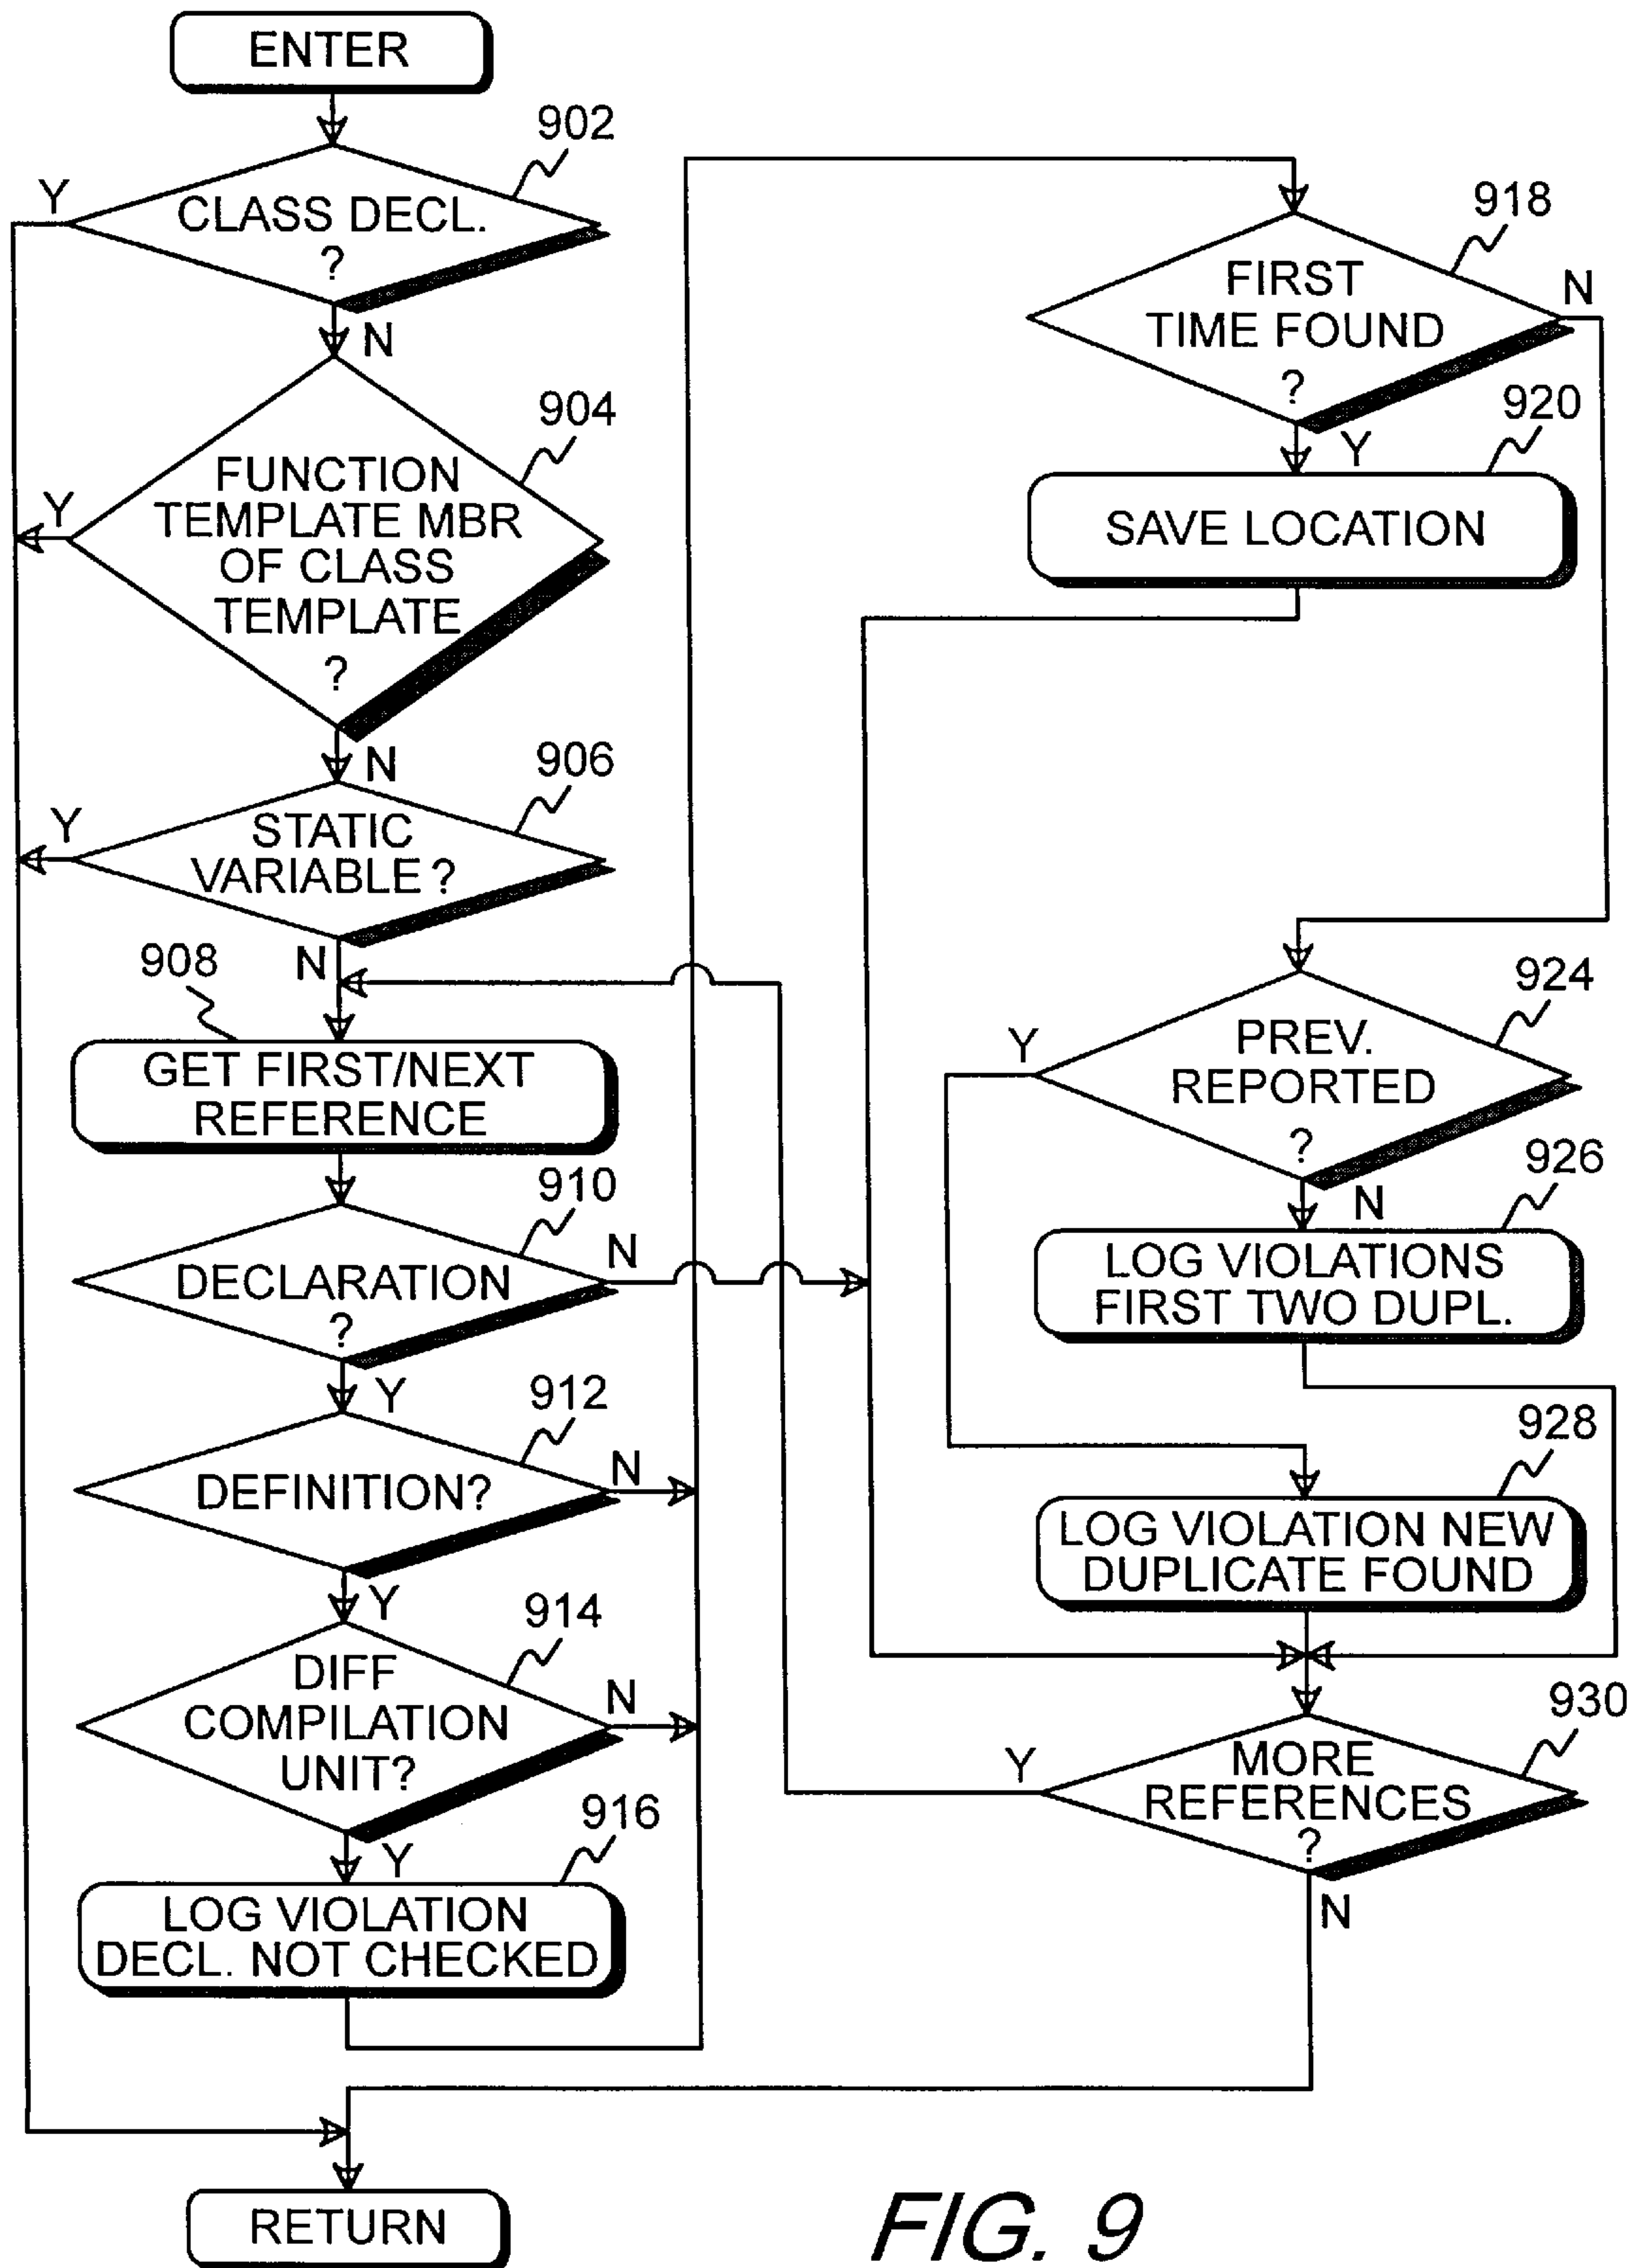 ENTER
902
Y
CLASS DECL.
?
N
904
Y
FUNCTION
TEMPLATE MBR
OF CLASS
TEMPLATE
?
N
906
Y
STATIC
VARIABLE?
N
908
GET FIRST/NEXT
REFERENCE
910
N
DECLARATION
?
Y
912
N
DEFINITION?
Y
914
DIFF
COMPILATION
UNIT?
N
Y
916
LOG VIOLATION
DECL. NOT CHECKED
RETURN
918
FIRST
TIME FOUND
?
N
Y
920
SAVE LOCATION
924
Y
PREV.
REPORTED
?
N
926
LOG VIOLATIONS
FIRST TWO DUPL.
928
LOG VIOLATION NEW
DUPLICATE FOUND
930
Y
MORE
REFERENCES
?
N
FIG. 9